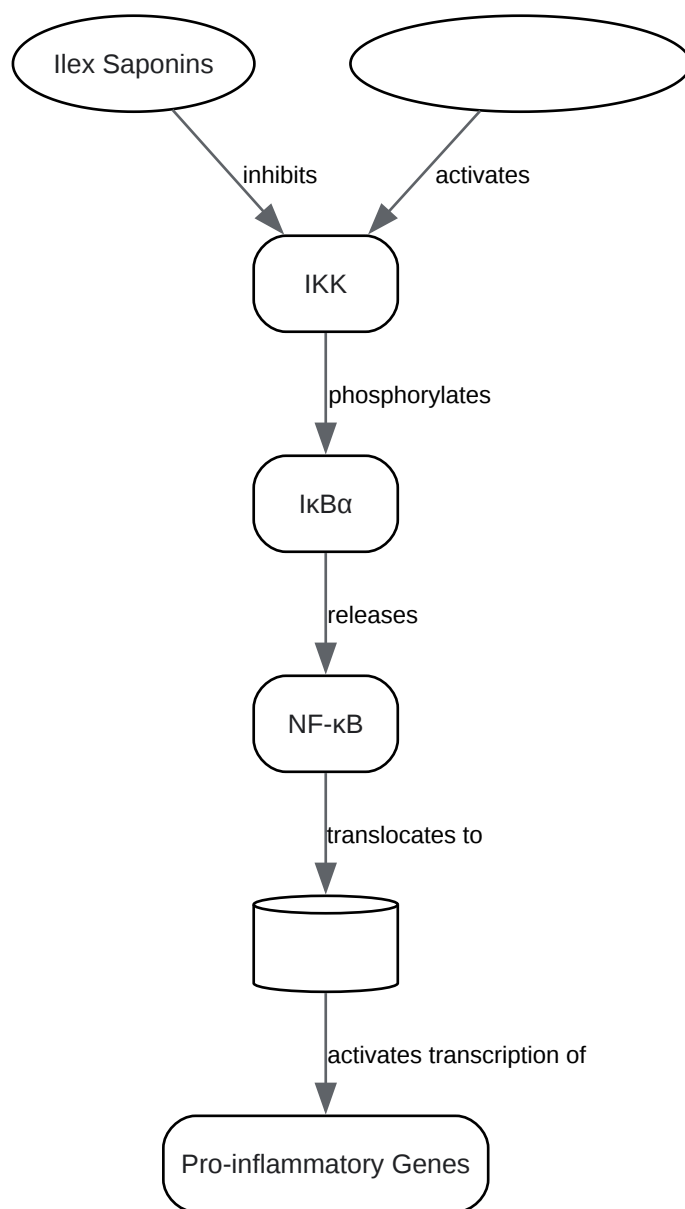 Ilex Saponins
inhibits
activates
IKK
phosphorylates
IκBα
releases
NF-κB
translocates to
activates transcription of
Pro-inflammatory Genes